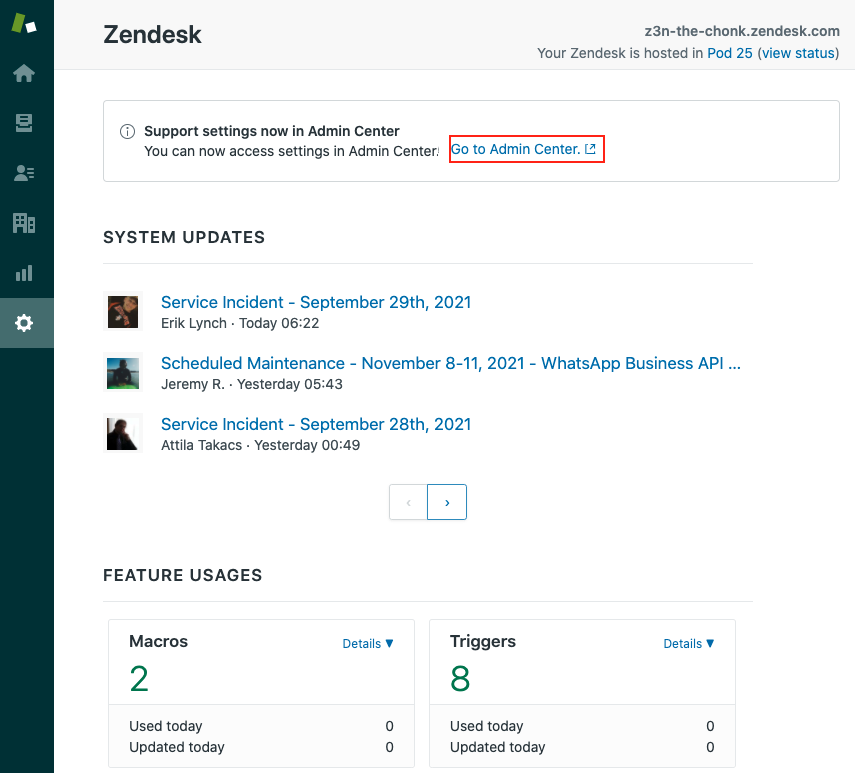 Zendesk
z3n-the-chonk.zendesk.com
Your Zendesk is hosted in Pod 25 (view status)
Support settings now in Admin Center
You can now access settings in Admin Center! Go to Admin Center.
SYSTEM UPDATES
Service Incident - September 29th, 2021
Erik Lynch · Today 06:22
Scheduled Maintenance - November 8-11, 2021 - WhatsApp Business API ...
Jeremy R. · Yesterday 05:43
Service Incident - September 28th, 2021
Attila Takacs · Yesterday 00:49
‹ ›
FEATURE USAGES
Macros Details ▼
2
Used today 0
Updated today 0
Triggers Details ▼
8
Used today 0
Updated today 0